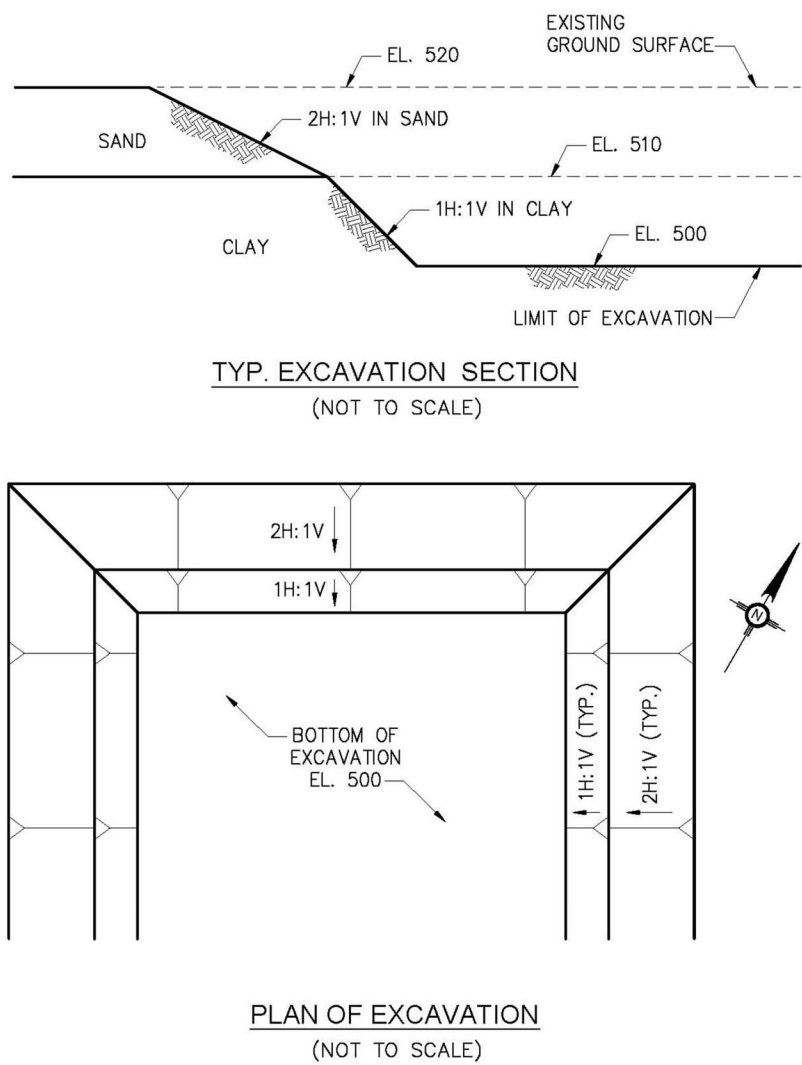 EXISTING
GROUND SURFACE
EL. 520
2H:1V IN SAND
SAND
EL. 510
1H:1V IN CLAY
CLAY
EL. 500
LIMIT OF EXCAVATION
TYP. EXCAVATION SECTION
(NOT TO SCALE)
2H:1V
1H:1V
N
1H:1V (TYP.)
2H:1V (TYP.)
BOTTOM OF
EXCAVATION
EL. 500
PLAN OF EXCAVATION
(NOT TO SCALE)